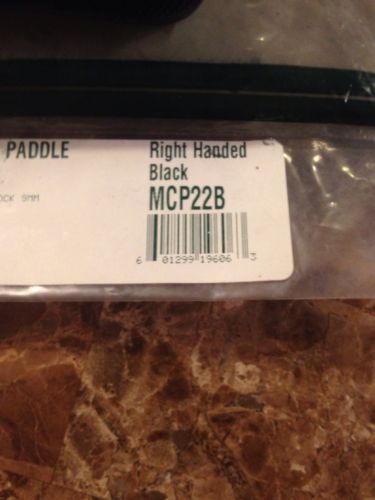 PADDLE
Right Handed
Black
MCP22B
OCK 9MM
6 01299 19606 3